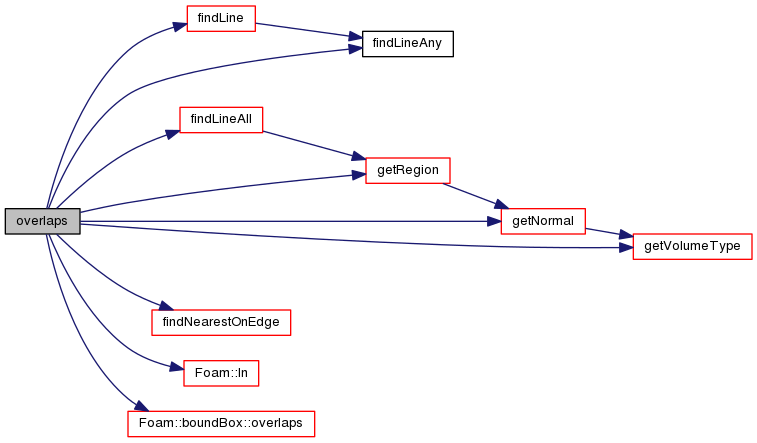 findLine
findLineAny
findLineAll
getRegion
overlaps
getNormal
getVolumeType
findNearestOnEdge
Foam::ln
Foam::boundBox::overlaps